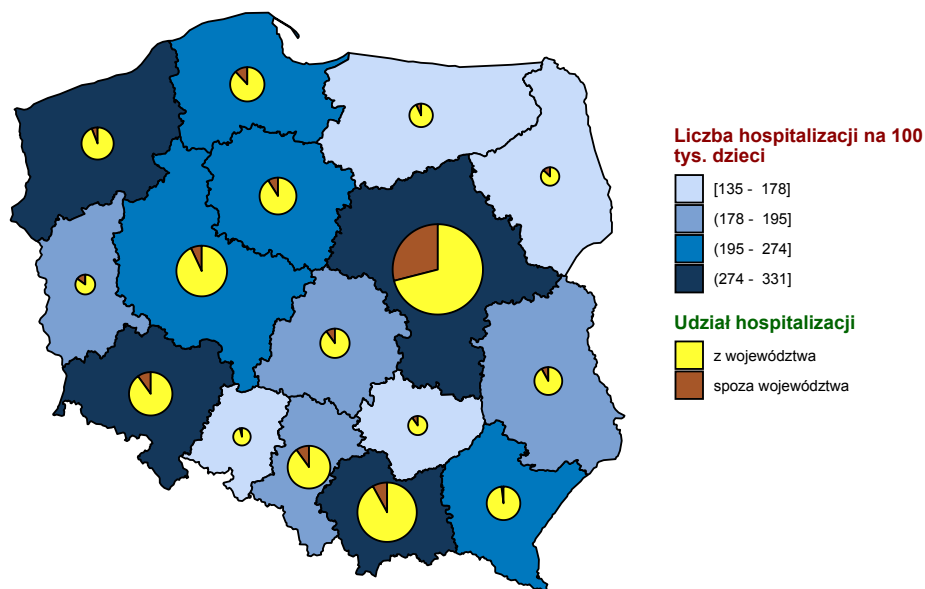 Liczba hospitalizacji na 100
tys. dzieci
[135 - 178]
(178 - 195]
(195 - 274]
(274 - 331]
Udział hospitalizacji
z województwa
spoza województwa